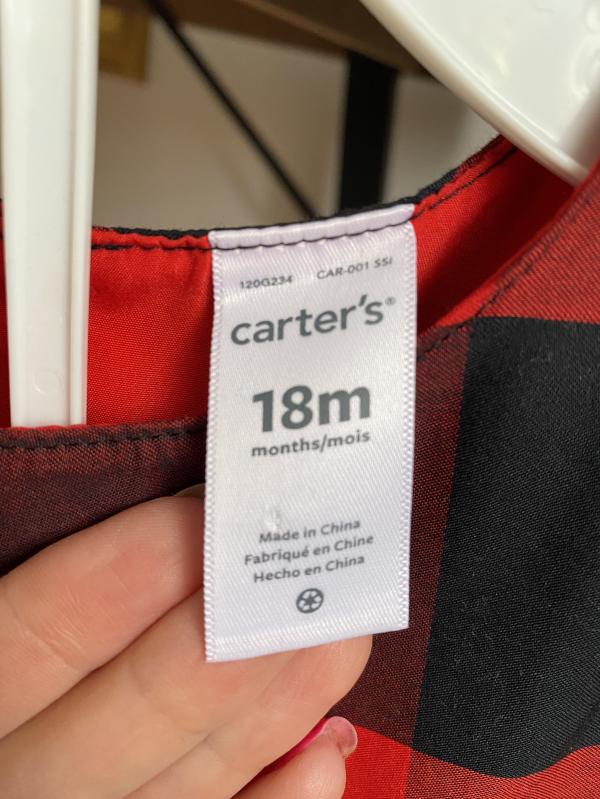 120G234 CAR-001 SSI
carter's®
18m
months/mois
Made in China
Fabriqué en Chine
Hecho en China